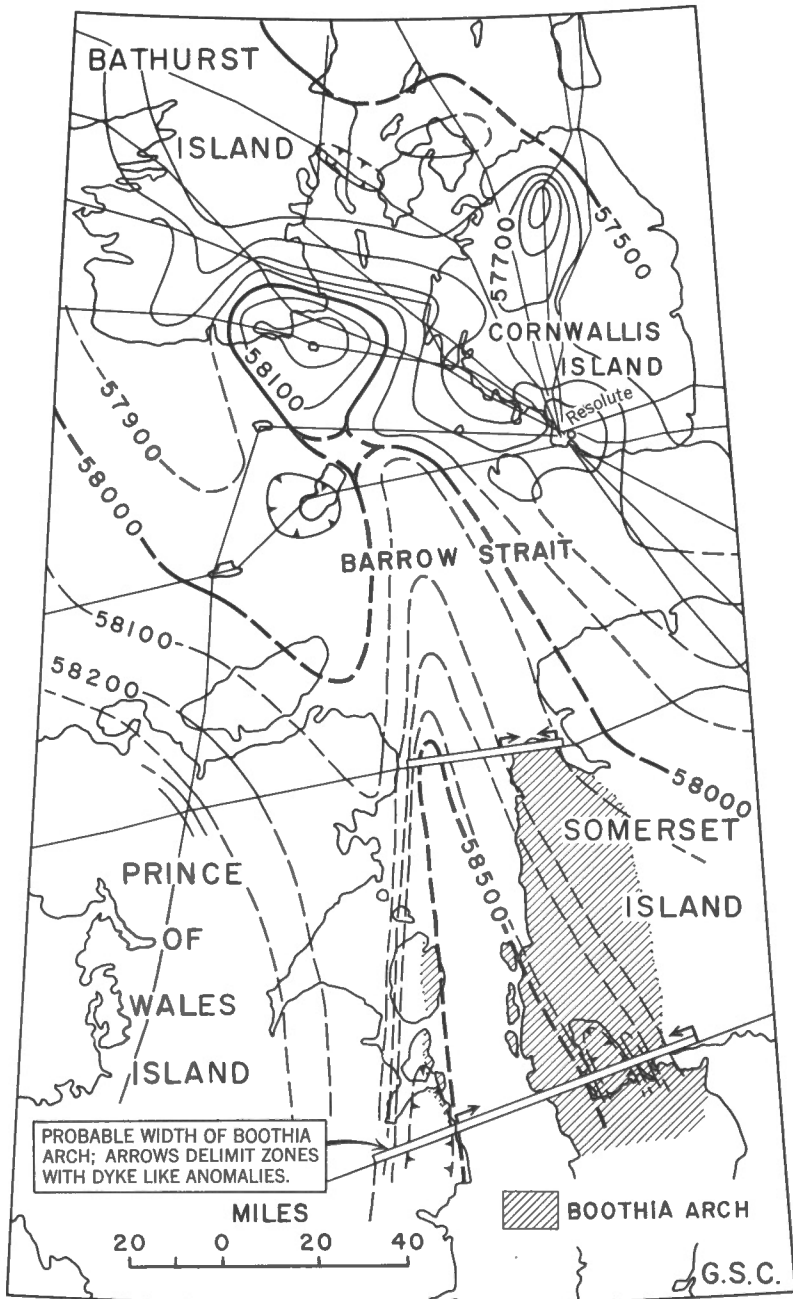 BATHURST
ISLAND
57500
57700
CORNWALLIS
ISLAND
58100
Resolute
57900
58000
BARROW STRAIT
58100
58200
58000
SOMERSET
58500
PRINCE
ISLAND
OF
WALES
ISLAND
PROBABLE WIDTH OF BOOTHIA
ARCH; ARROWS DELIMIT ZONES
WITH DYKE LIKE ANOMALIES.
MILES
BOOTHIA ARCH
20 0 20 40
G.S.C.